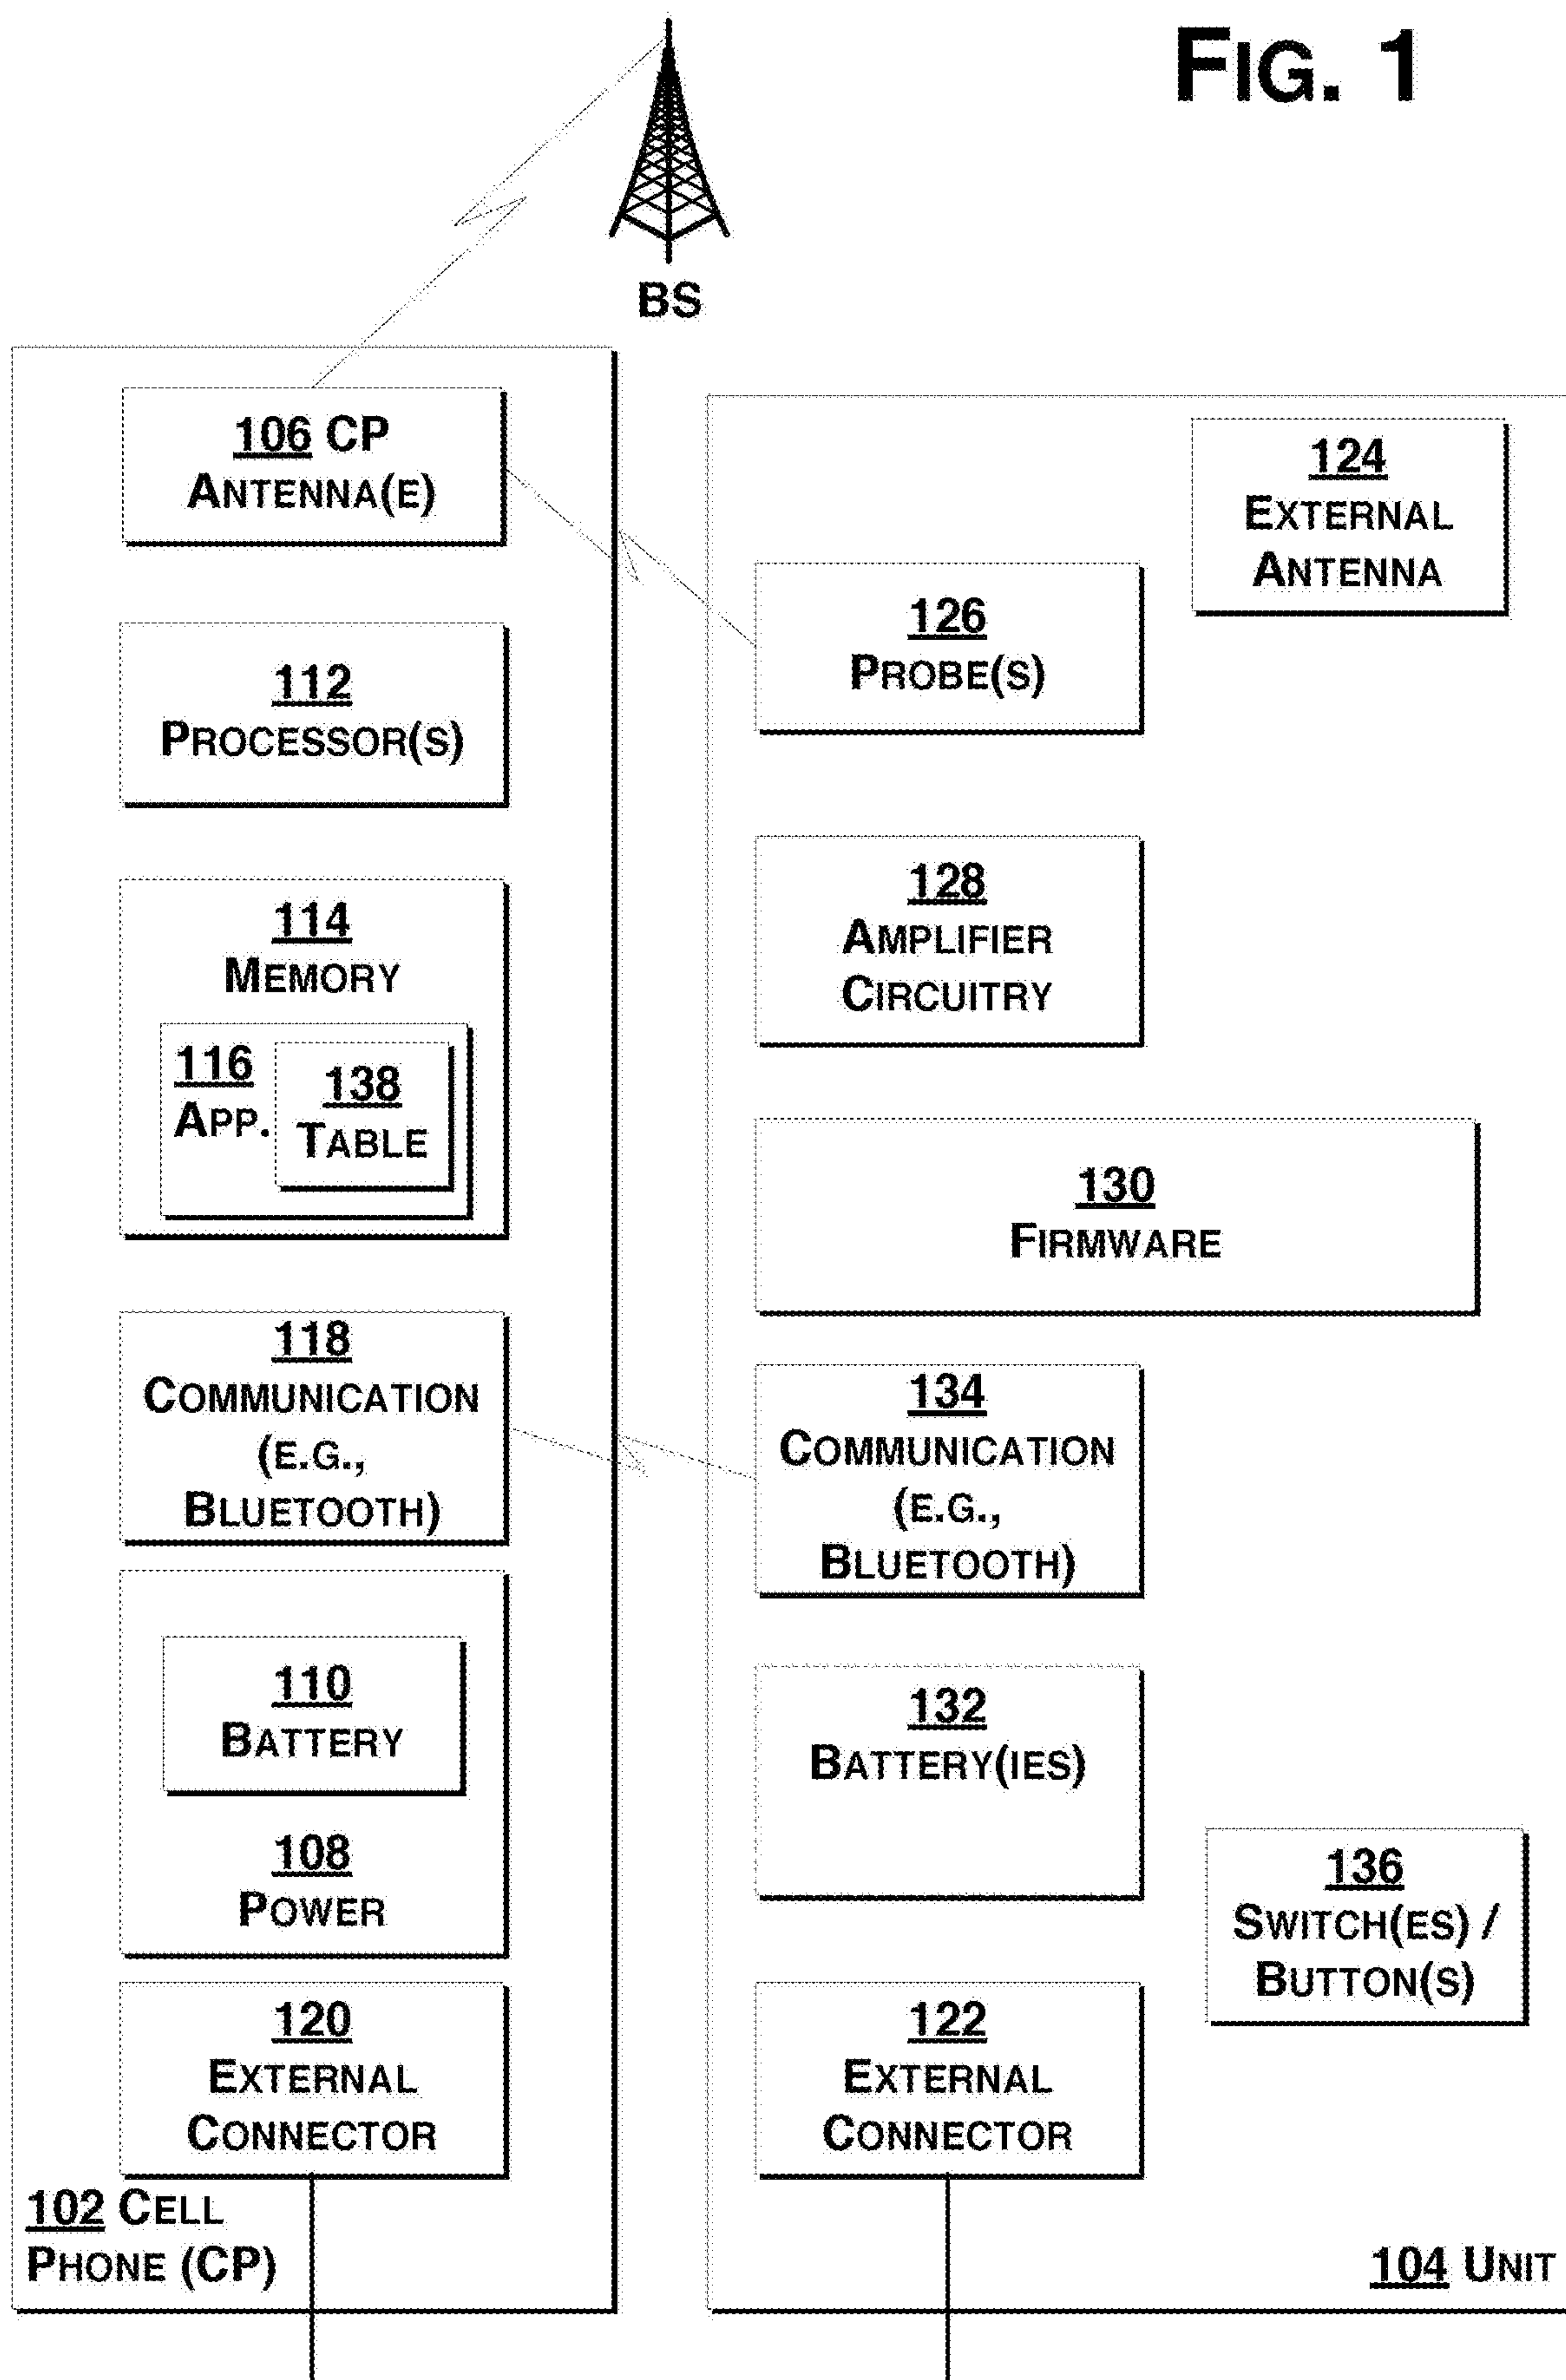 FIG. 1
BS
106 CP
ANTENNA(E)
112
PROCESSOR(S)
114
MEMORY
116
APP.
138
TABLE
118
COMMUNICATION
(E.G.,
BLUETOOTH)
110
BATTERY
108
POWER
120
EXTERNAL
CONNECTOR
102 CELL
PHONE (CP)
124
EXTERNAL
ANTENNA
126
PROBE(S)
128
AMPLIFIER
CIRCUITRY
130
FIRMWARE
134
COMMUNICATION
(E.G.,
BLUETOOTH)
132
BATTERY(IES)
136
SWITCH(ES) /
BUTTON(S)
122
EXTERNAL
CONNECTOR
104 UNIT